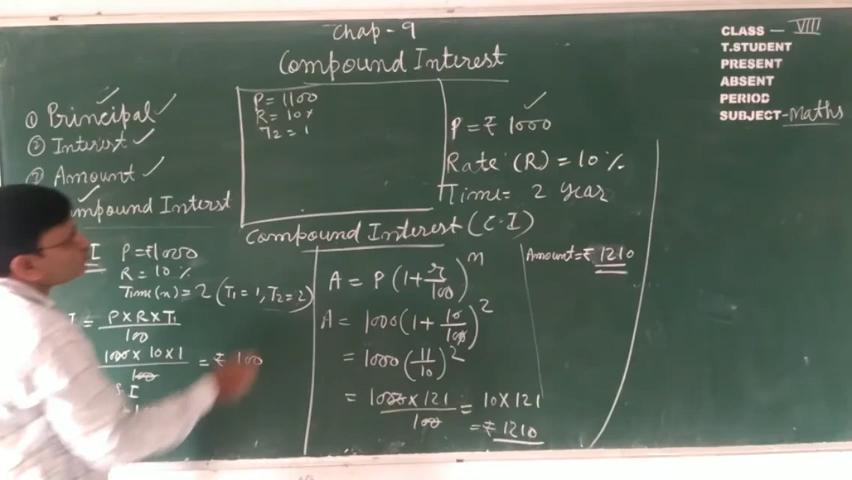 Chap - 9
Compound Interest
CLASS — VIII
T.STUDENT
PRESENT
ABSENT
PERIOD
SUBJECT - Maths
① Principal ✓
② Interest ✓
Amount ✓
Compound Interst
P = 1100
R = 10%
T2 = 1
P = ₹ 1000
Rate (R) = 10 %
Time = 2 year
Compound Interest (C.I)
I P = ₹1000
R = 10 %
Time (n) = 2 (T1 = 1, T2 = 2)
= P × R × T1 / 100
1000 × 10 × 1 / 100 = ₹ 100
A = P (1 + r/100)^n
A = 1000 (1 + 10/100)^2
= 1000 (11/10)^2
= 1000 × 121 / 100 = 10 × 121
= ₹ 1210
Amount = ₹ 1210